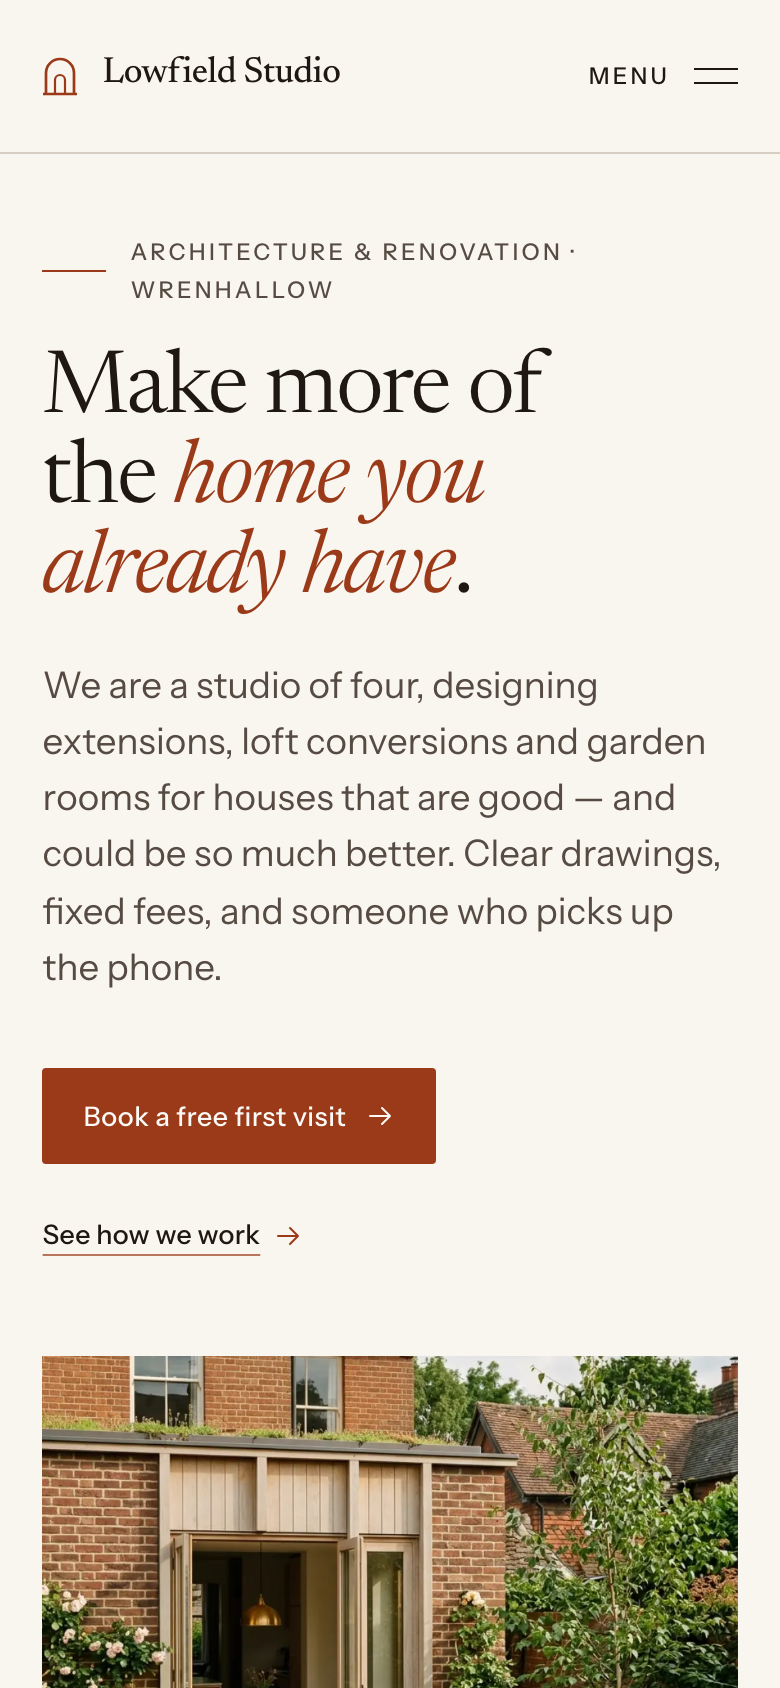 Lowfield Studio
MENU
ARCHITECTURE & RENOVATION ·
WRENHALLOW
Make more of
the home you
already have.
We are a studio of four, designing
extensions, loft conversions and garden
rooms for houses that are good — and
could be so much better. Clear drawings,
fixed fees, and someone who picks up
the phone.
Book a free first visit →
See how we work →